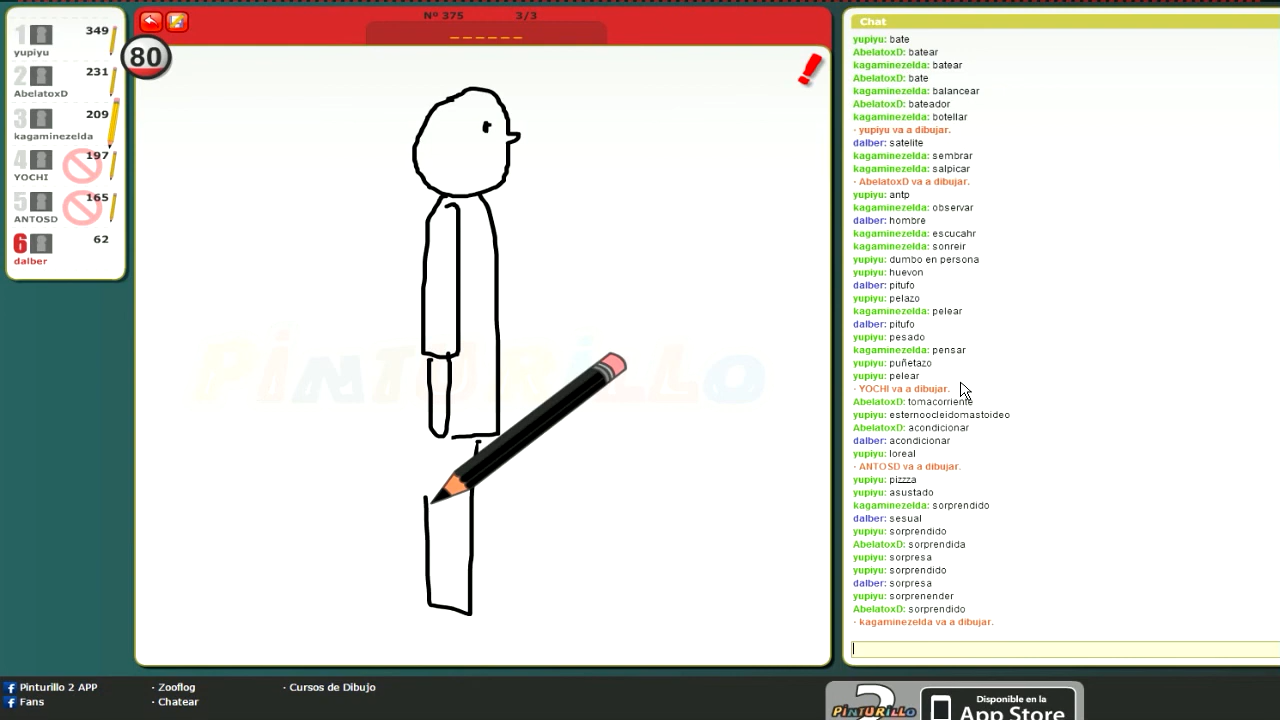 Nº 375 3/3
_ _ _ _ _ _
80
1 349
yupiyu
2 231
AbelatoxD
3 209
kagaminezelda
4 197
YOCHI
5 165
ANTOSD
6 62
dalber
PiNTURiLLO
Chat
yupiyu: bate
AbelatoxD: batear
kagaminezelda: batear
AbelatoxD: bate
kagaminezelda: balancear
AbelatoxD: bateador
kagaminezelda: botellar
· yupiyu va a dibujar.
dalber: satelite
kagaminezelda: sembrar
kagaminezelda: salpicar
· AbelatoxD va a dibujar.
yupiyu: antp
kagaminezelda: observar
dalber: hombre
kagaminezelda: escucahr
kagaminezelda: sonreir
yupiyu: dumbo en persona
yupiyu: huevon
dalber: pitufo
yupiyu: pelazo
kagaminezelda: pelear
dalber: pitufo
yupiyu: pesado
kagaminezelda: pensar
yupiyu: puñetazo
yupiyu: pelear
· YOCHI va a dibujar.
AbelatoxD: tomacorriente
yupiyu: esternoocleidomastoideo
AbelatoxD: acondicionar
dalber: acondicionar
yupiyu: loreal
· ANTOSD va a dibujar.
yupiyu: pizzza
yupiyu: asustado
kagaminezelda: sorprendido
dalber: sesual
yupiyu: sorprendido
AbelatoxD: sorprendida
yupiyu: sorpresa
yupiyu: sorprendido
dalber: sorpresa
yupiyu: sorprenender
AbelatoxD: sorprendido
· kagaminezelda va a dibujar.
Pinturillo 2 APP · Zooflog · Cursos de Dibujo
Fans · Chatear
2
PiNTURiLLO
Disponible en la
App Store